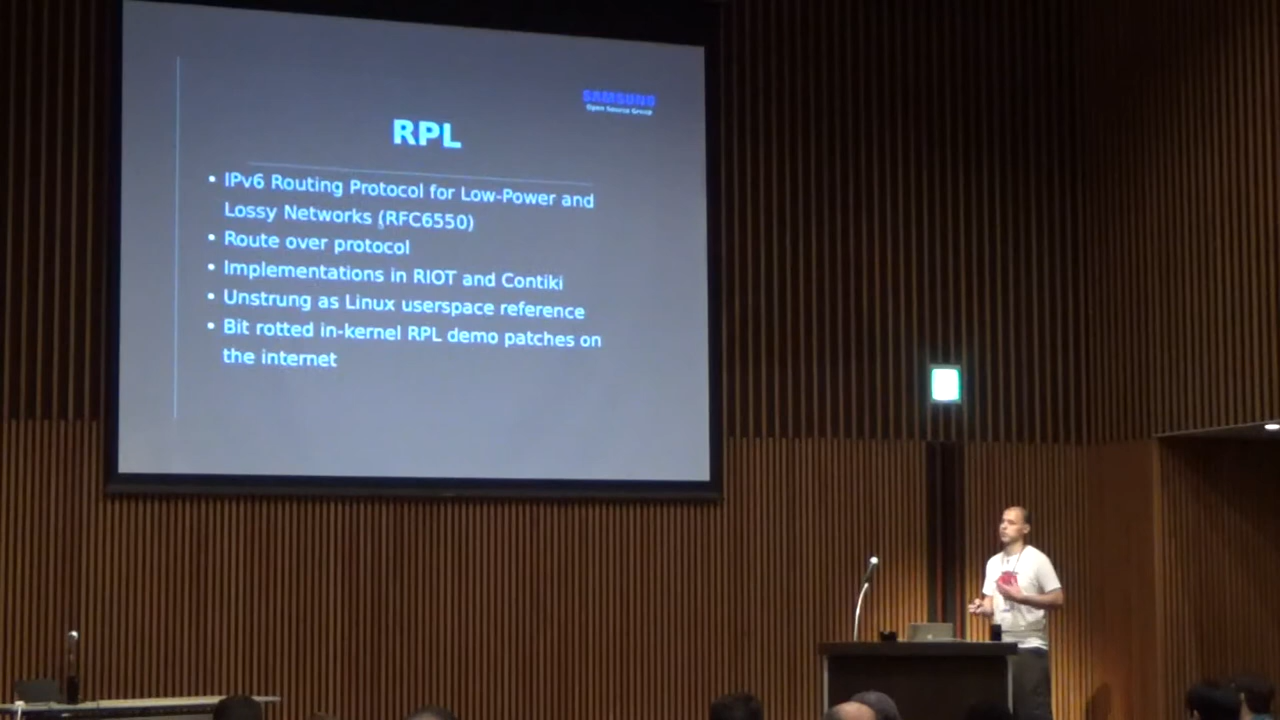 SAMSUNG
Open Source Group
RPL
• IPv6 Routing Protocol for Low-Power and
Lossy Networks (RFC6550)
• Route over protocol
• Implementations in RIOT and Contiki
• Unstrung as Linux userspace reference
• Bit rotted in-kernel RPL demo patches on
the internet